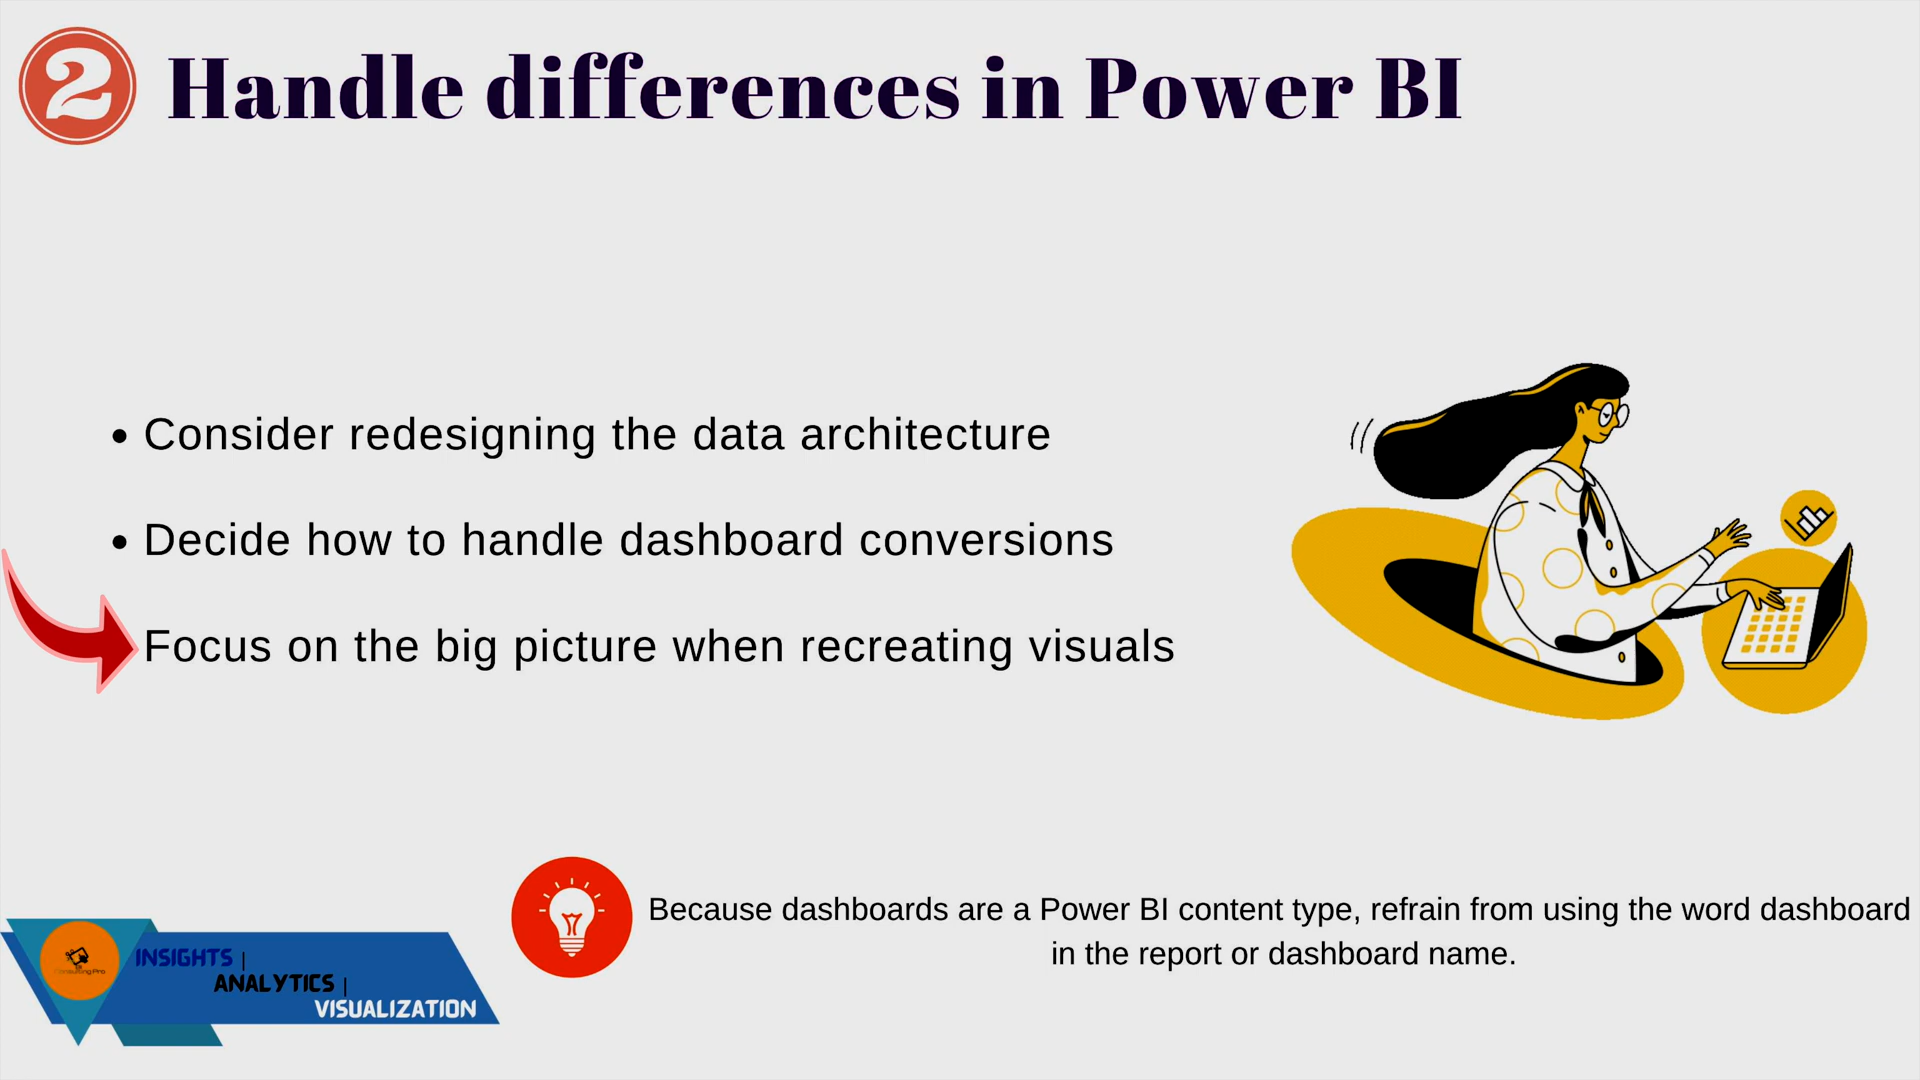 2 Handle differences in Power BI
• Consider redesigning the data architecture
• Decide how to handle dashboard conversions
Focus on the big picture when recreating visuals
Because dashboards are a Power BI content type, refrain from using the word dashboard
in the report or dashboard name.
INSIGHTS |
ANALYTICS |
VISUALIZATION